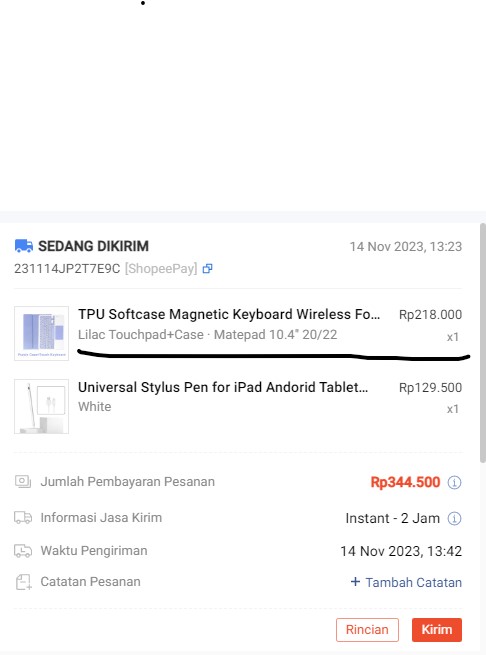 SEDANG DIKIRIM
14 Nov 2023, 13:23
231114JP2T7E9C [ShopeePay]
TPU Softcase Magnetic Keyboard Wireless Fo...
Rp218.000
Lilac Touchpad+Case · Matepad 10.4" 20/22
x1
Universal Stylus Pen for iPad Andorid Tablet...
Rp129.500
White
x1
Jumlah Pembayaran Pesanan
Rp344.500
Informasi Jasa Kirim
Instant - 2 Jam
Waktu Pengiriman
14 Nov 2023, 13:42
Catatan Pesanan
+ Tambah Catatan
Rincian
Kirim